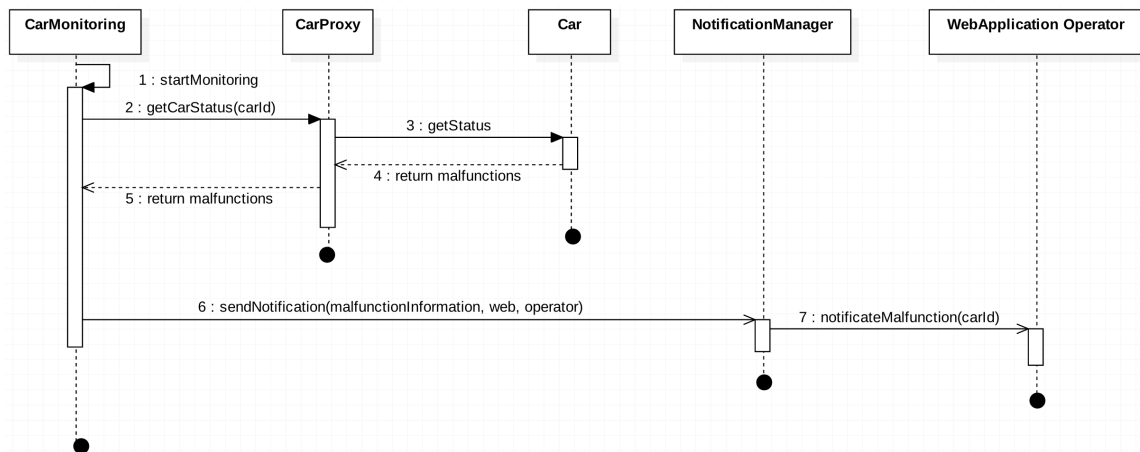 CarMonitoring
CarProxy
Car
NotificationManager
WebApplication Operator
1 : startMonitoring
2 : getCarStatus(carId)
3 : getStatus
4 : return malfunctions
5 : return malfunctions
6 : sendNotification(malfunctionInformation, web, operator)
7 : notificateMalfunction(carId)